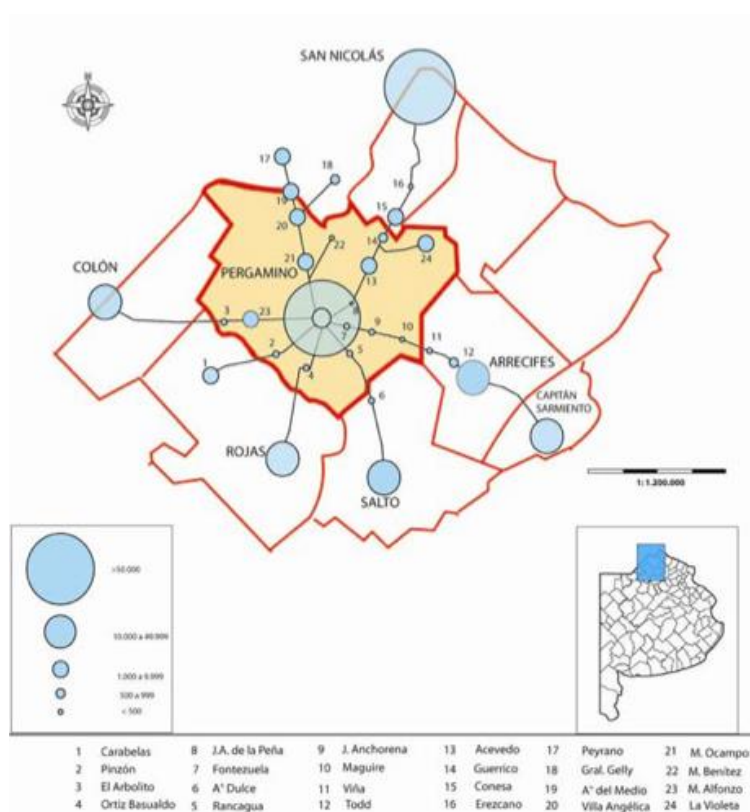 SAN NICOLÁS
N
17
18
19
16
20
15
14
22
24
21
13
COLÓN
PERGAMINO
8
3
23
7
9
10
2
5
11
12
ARRECIFES
1
4
6
CAPITÁN
SARMIENTO
ROJAS
SALTO
1: 1.200.000
>50.000
10.000 a 49.999
1.000 a 9.999
500 a 999
< 500
1 Carabelas 8 J.A. de la Peña 9 J. Anchorena 13 Acevedo 17 Peyrano 21 M. Ocampo
2 Pinzón 7 Fontezuela 10 Maguire 14 Guerrico 18 Gral. Gelly 22 M. Benítez
3 El Arbolito 6 A° Dulce 11 Viña 15 Conesa 19 A° del Medio 23 M. Alfonzo
4 Ortiz Basualdo 5 Rancagua 12 Todd 16 Erezcano 20 Villa Angélica 24 La Violeta